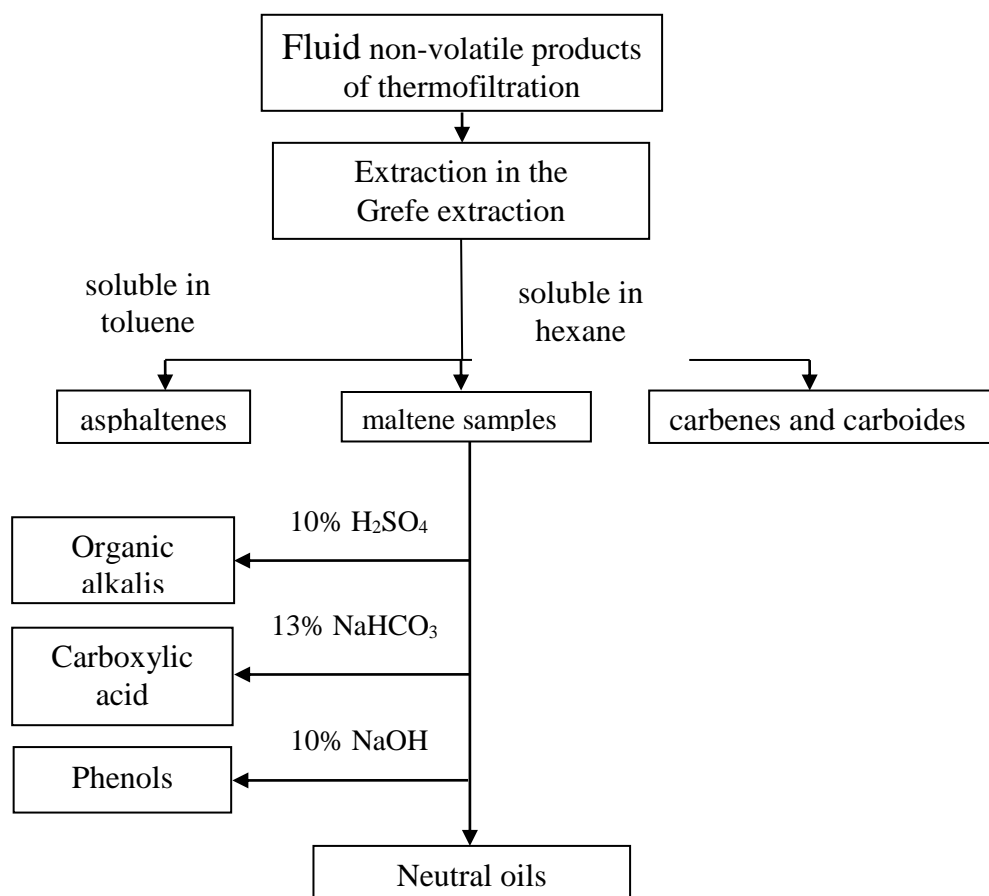 Fluid non-volatile products
of thermofiltration
Extraction in the
Grefe extraction
soluble in
toluene
soluble in
hexane
asphaltenes
maltene samples
carbenes and carboides
10% H₂SO₄
Organic
alkalis
13% NaHCO₃
Carboxylic
acid
10% NaOH
Phenols
Neutral oils